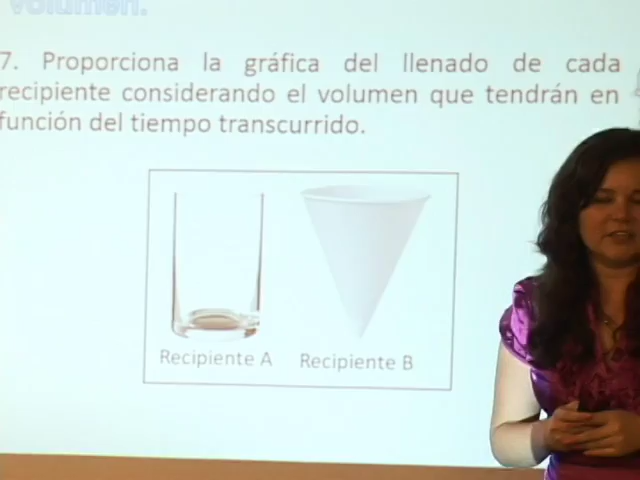 volumen.
7. Proporciona la gráfica del llenado de cada
recipiente considerando el volumen que tendrán en
función del tiempo transcurrido.
Recipiente A Recipiente B